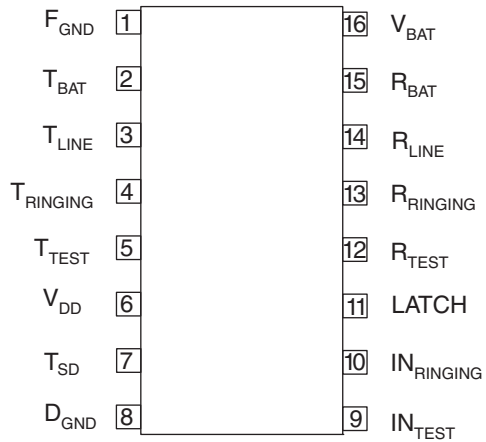 F_GND 1 16 V_BAT
T_BAT 2 15 R_BAT
T_LINE 3 14 R_LINE
T_RINGING 4 13 R_RINGING
T_TEST 5 12 R_TEST
V_DD 6 11 LATCH
T_SD 7 10 IN_RINGING
D_GND 8 9 IN_TEST